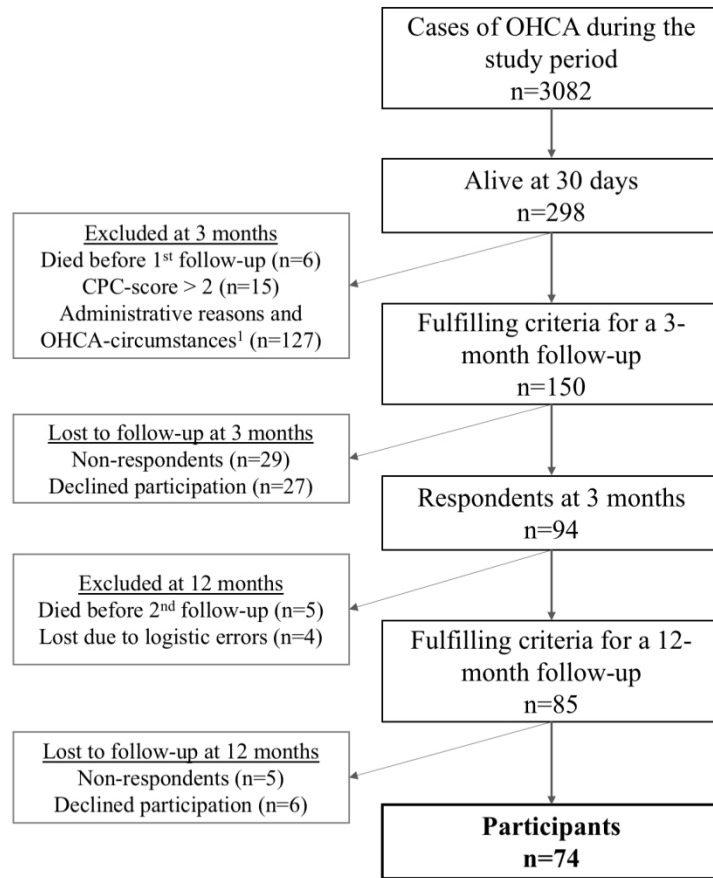 Cases of OHCA during the
study period
n=3082
Alive at 30 days
n=298
Excluded at 3 months
Died before 1st follow-up (n=6)
CPC-score > 2 (n=15)
Administrative reasons and
OHCA-circumstances1 (n=127)
Fulfilling criteria for a 3-
month follow-up
n=150
Lost to follow-up at 3 months
Non-respondents (n=29)
Declined participation (n=27)
Respondents at 3 months
n=94
Excluded at 12 months
Died before 2nd follow-up (n=5)
Lost due to logistic errors (n=4)
Fulfilling criteria for a 12-
month follow-up
n=85
Lost to follow-up at 12 months
Non-respondents (n=5)
Declined participation (n=6)
Participants
n=74